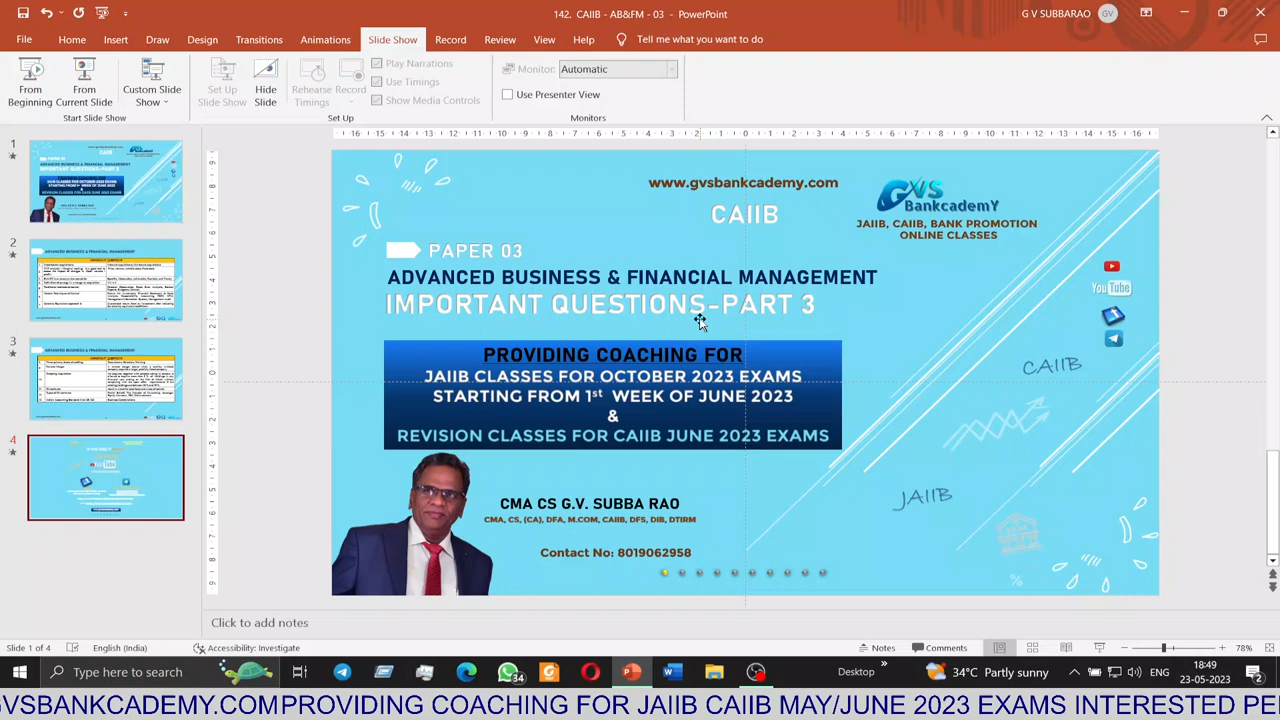 142. CAIIB - AB&FM - 03 - PowerPoint
G V SUBBARAO
GV
File Home Insert Draw Design Transitions Animations Slide Show Record Review View Help Tell me what you want to do
From Beginning
From Current Slide
Custom Slide Show
Set Up Slide Show
Hide Slide
Rehearse Timings
Record
Play Narrations
Use Timings
Show Media Controls
Monitor: Automatic
Use Presenter View
Start Slide Show
Set Up
Monitors
2
3
4
www.gvsbankcademy.com
CAIIB
GVS
BankcademY
JAIIB, CAIIB, BANK PROMOTION
ONLINE CLASSES
PAPER 03
ADVANCED BUSINESS & FINANCIAL MANAGEMENT
IMPORTANT QUESTIONS-PART 3
YouTube
PROVIDING COACHING FOR
JAIIB CLASSES FOR OCTOBER 2023 EXAMS
STARTING FROM 1st WEEK OF JUNE 2023
&
REVISION CLASSES FOR CAIIB JUNE 2023 EXAMS
CAIIB
JAIIB
%
CMA CS G.V. SUBBA RAO
CMA, CS, (CA), DFA, M.COM, CAIIB, DFS, DIB, DTIRM
Contact No: 8019062958
Click to add notes
Slide 1 of 4
English (India)
Accessibility: Investigate
Notes
Comments
78%
Type here to search
34
Desktop
34°C Partly sunny
ENG
18:49
23-05-2023
2
GVSBANKCADEMY.COMPROVIDING COACHING FOR JAIIB CAIIB MAY/JUNE 2023 EXAMS INTERESTED PE